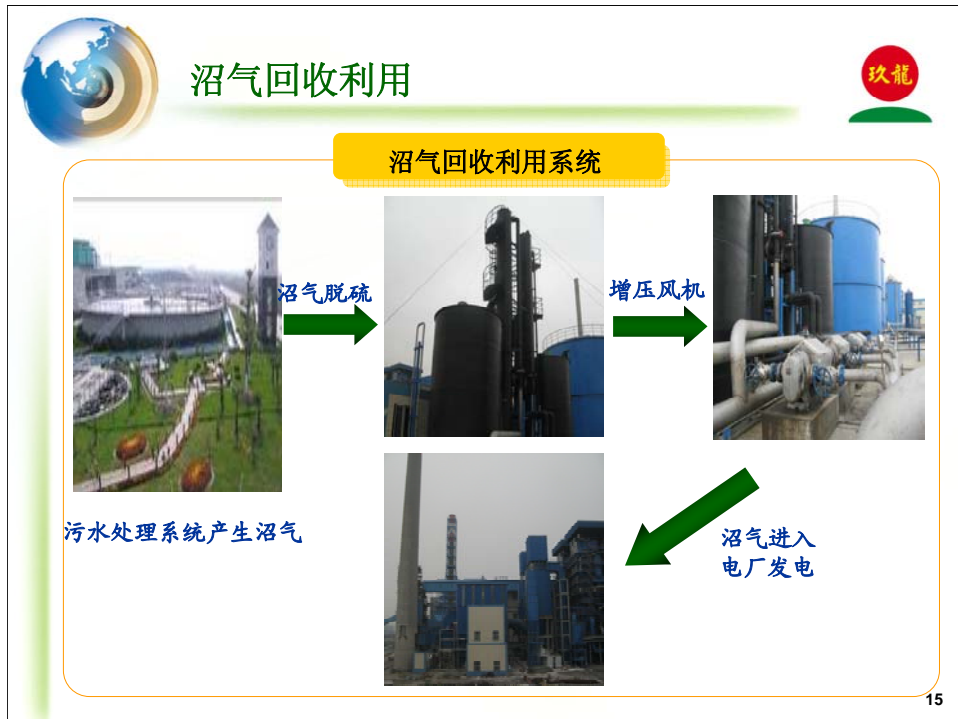 沼气回收利用
玖龍
沼气回收利用系统
沼气脱硫
增压风机
污水处理系统产生沼气
沼气进入
电厂发电
15